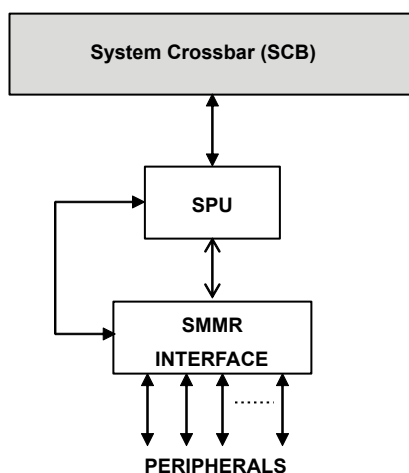 System Crossbar (SCB)
SPU
SMMR
INTERFACE
PERIPHERALS